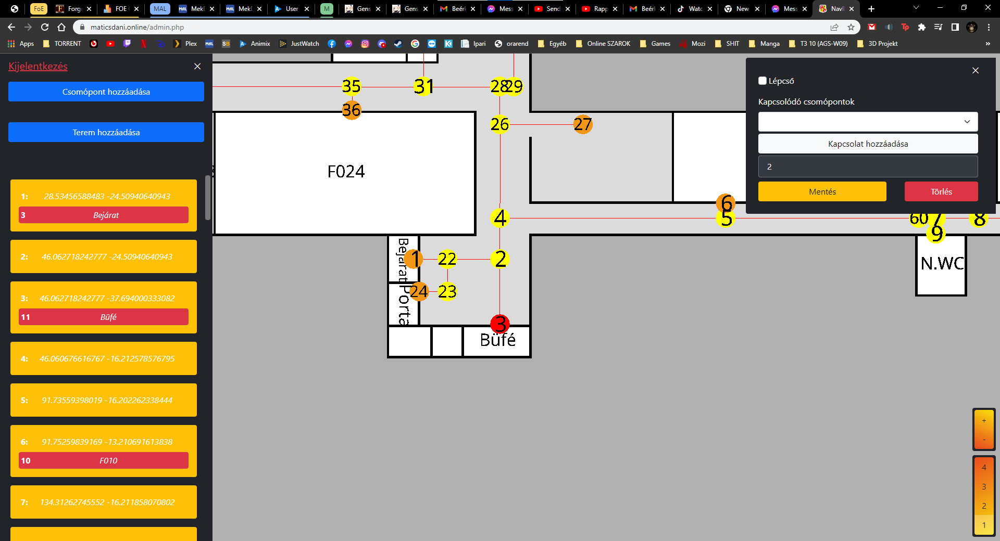 FoE
Forge
FOE
MAL
MekI
MekI
User
M
Gens
Gens
Beérk
Mess
Send
Rapp
Beérk
Watc
New
Mess
NavI
maticsdani.online/admin.php
Apps
TORRENT
Plex
Animix
JustWatch
Ipari
orarend
Egyéb
Online SZAROK
Games
Mozi
SHIT
Manga
T3 10 (AGS-W09)
3D Projekt
»
Kijelentkezés
Csomópont hozzáadása
Terem hozzáadása
1: 28.53456588483 -24.50940640943
3 Bejárat
2: 46.062718242777 -24.50940640943
3: 46.062718242777 -37.694000333082
11 Büfé
4: 46.060676616767 -16.212578576795
5: 91.73559398019 -16.202262338444
6: 91.75259839169 -13.210691613838
10 F010
7: 134.31262745552 -16.211858070802
35
31
28
29
36
26
27
F024
4
6
5
60
7
8
9
N.WC
Bejárat
1
22
2
24
23
Porta
3
Büfé
Lépcső
Kapcsolódó csomópontok
Kapcsolat hozzáadása
2
Mentés
Törlés
+
-
4
3
2
1